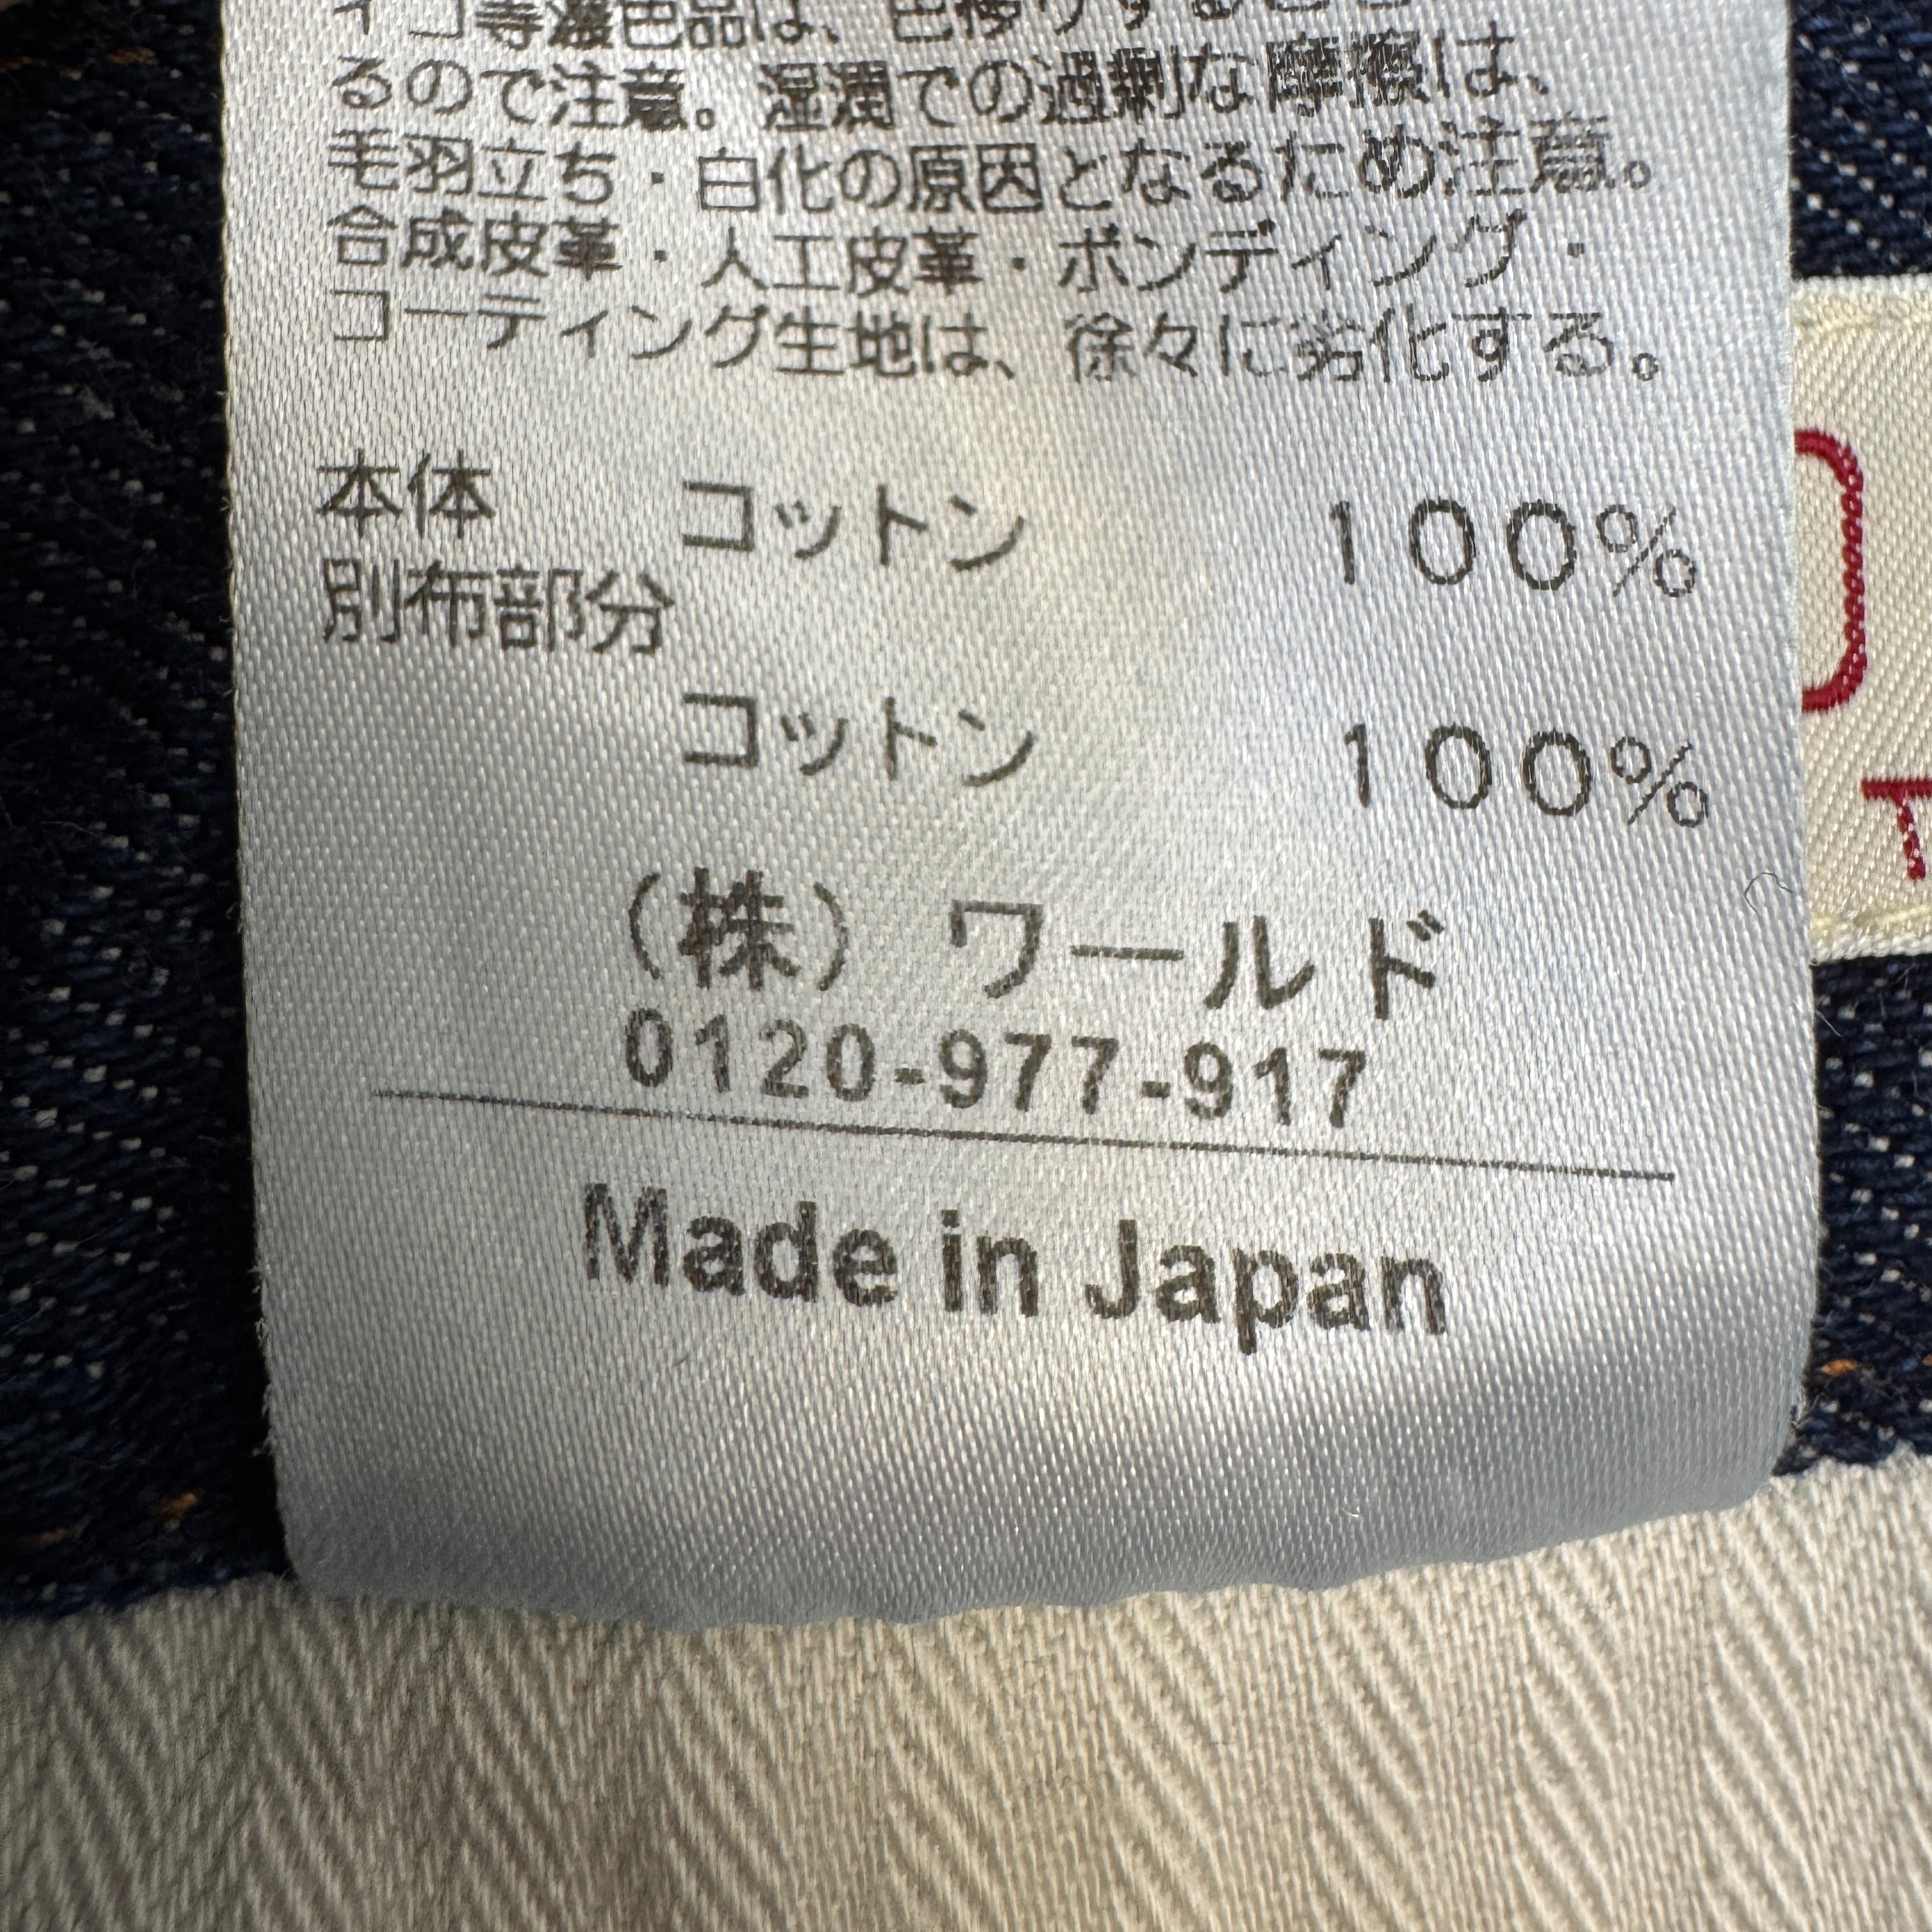 るので注意。湿潤での過剰な摩擦は、
毛羽立ち・白化の原因となるため注意。
合成皮革・人工皮革・ボンディング・
コーティング生地は、徐々に劣化する。
本体 コットン 100%
別布部分
コットン 100%
(株) ワールド
0120-977-917
Made in Japan
T